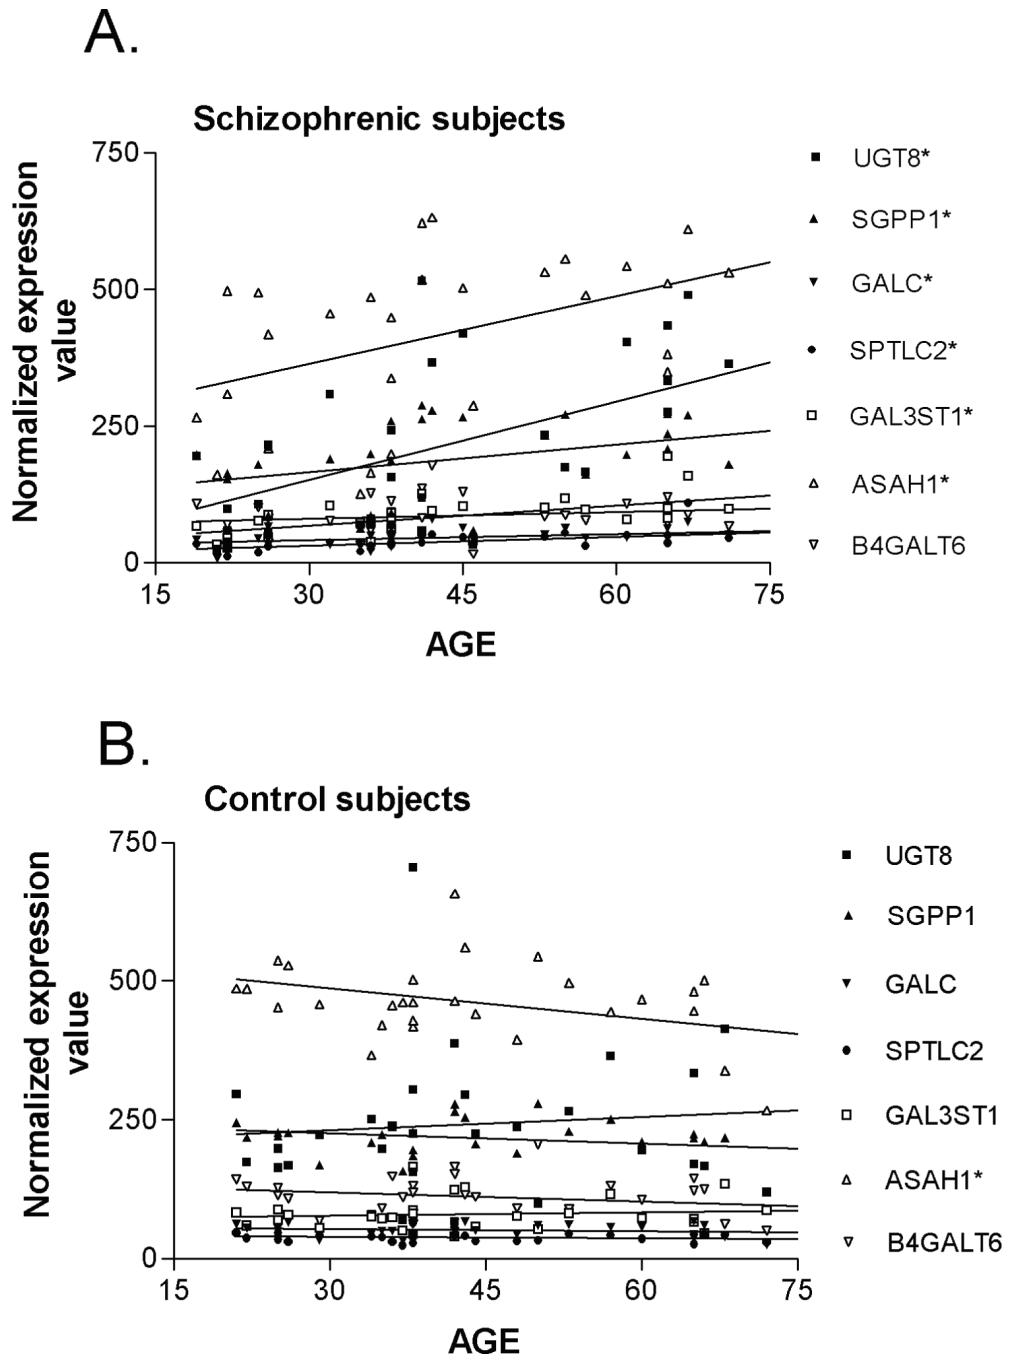 A.
Schizophrenic subjects
Normalized expression
value
750
500
250
0
15 30 45 60 75
AGE
UGT8*
SGPP1*
GALC*
SPTLC2*
GAL3ST1*
ASAH1*
B4GALT6
B.
Control subjects
Normalized expression
value
750
500
250
0
15 30 45 60 75
AGE
UGT8
SGPP1
GALC
SPTLC2
GAL3ST1
ASAH1*
B4GALT6